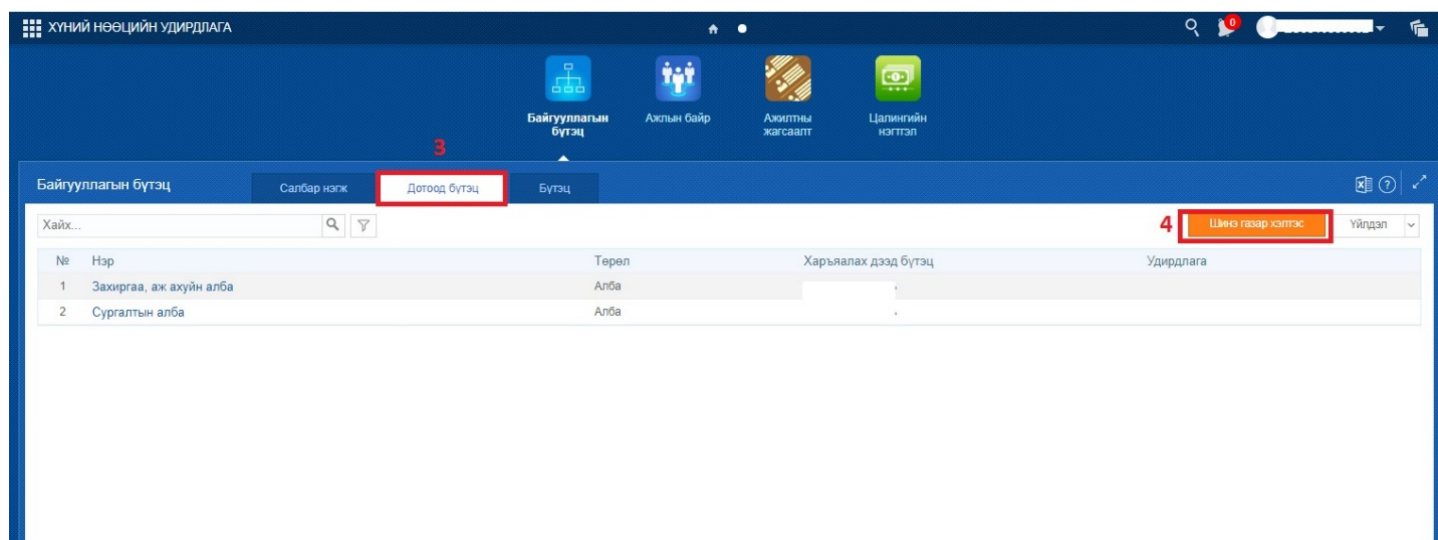 ХҮНИЙ НӨӨЦИЙН УДИРДЛАГА
0
Байгууллагын бүтэц
Ажлын байр
Ажилтны жагсаалт
Цалингийн нэгтгэл
3
Байгууллагын бүтэц
Салбар нэгж
Дотоод бүтэц
Бүтэц
Хайх...
4
Шинэ газар хэлтэс
Үйлдэл
№ Нэр Төрөл Харъяалах дээд бүтэц Удирдлага
1 Захиргаа, аж ахуйн алба Алба
2 Сургалтын алба Алба